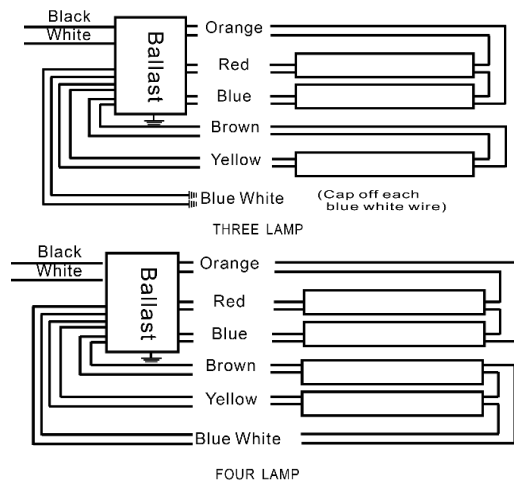 Black
White
Ballast
Orange
Red
Blue
Brown
Yellow
Blue White
(Cap off each
blue white wire)
THREE LAMP
Black
White
Ballast
Orange
Red
Blue
Brown
Yellow
Blue White
FOUR LAMP